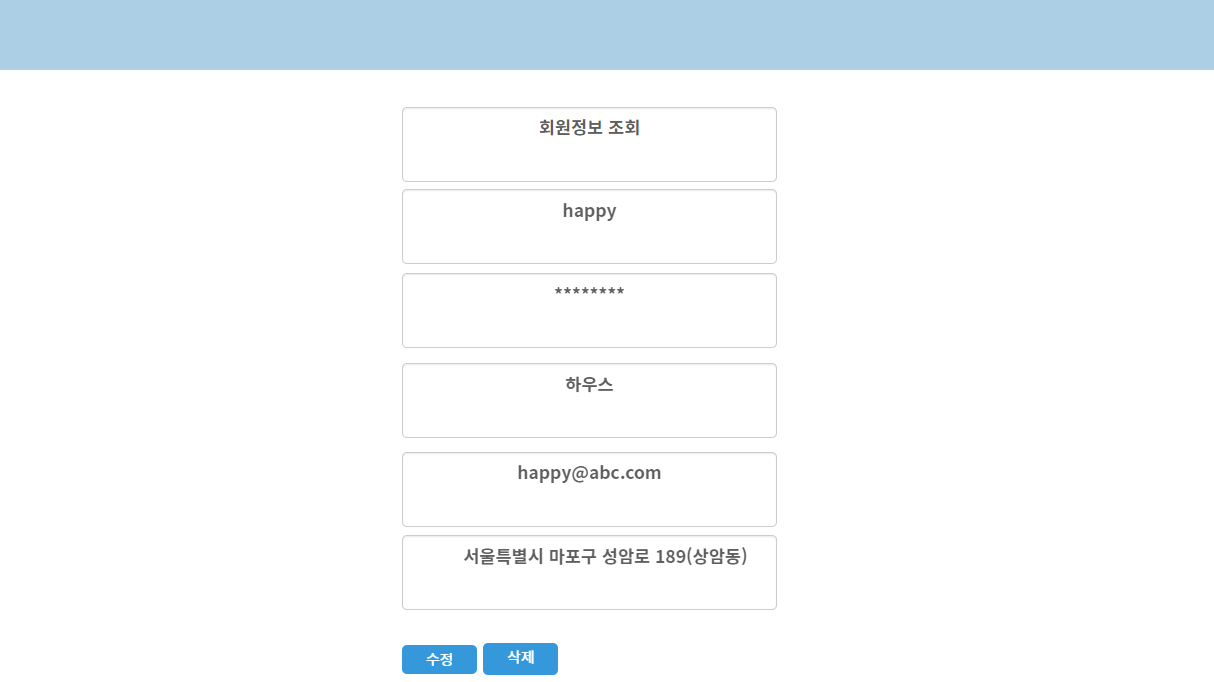 회원정보 조회
happy
********
하우스
happy@abc.com
서울특별시 마포구 성암로 189(상암동)
수정 삭제